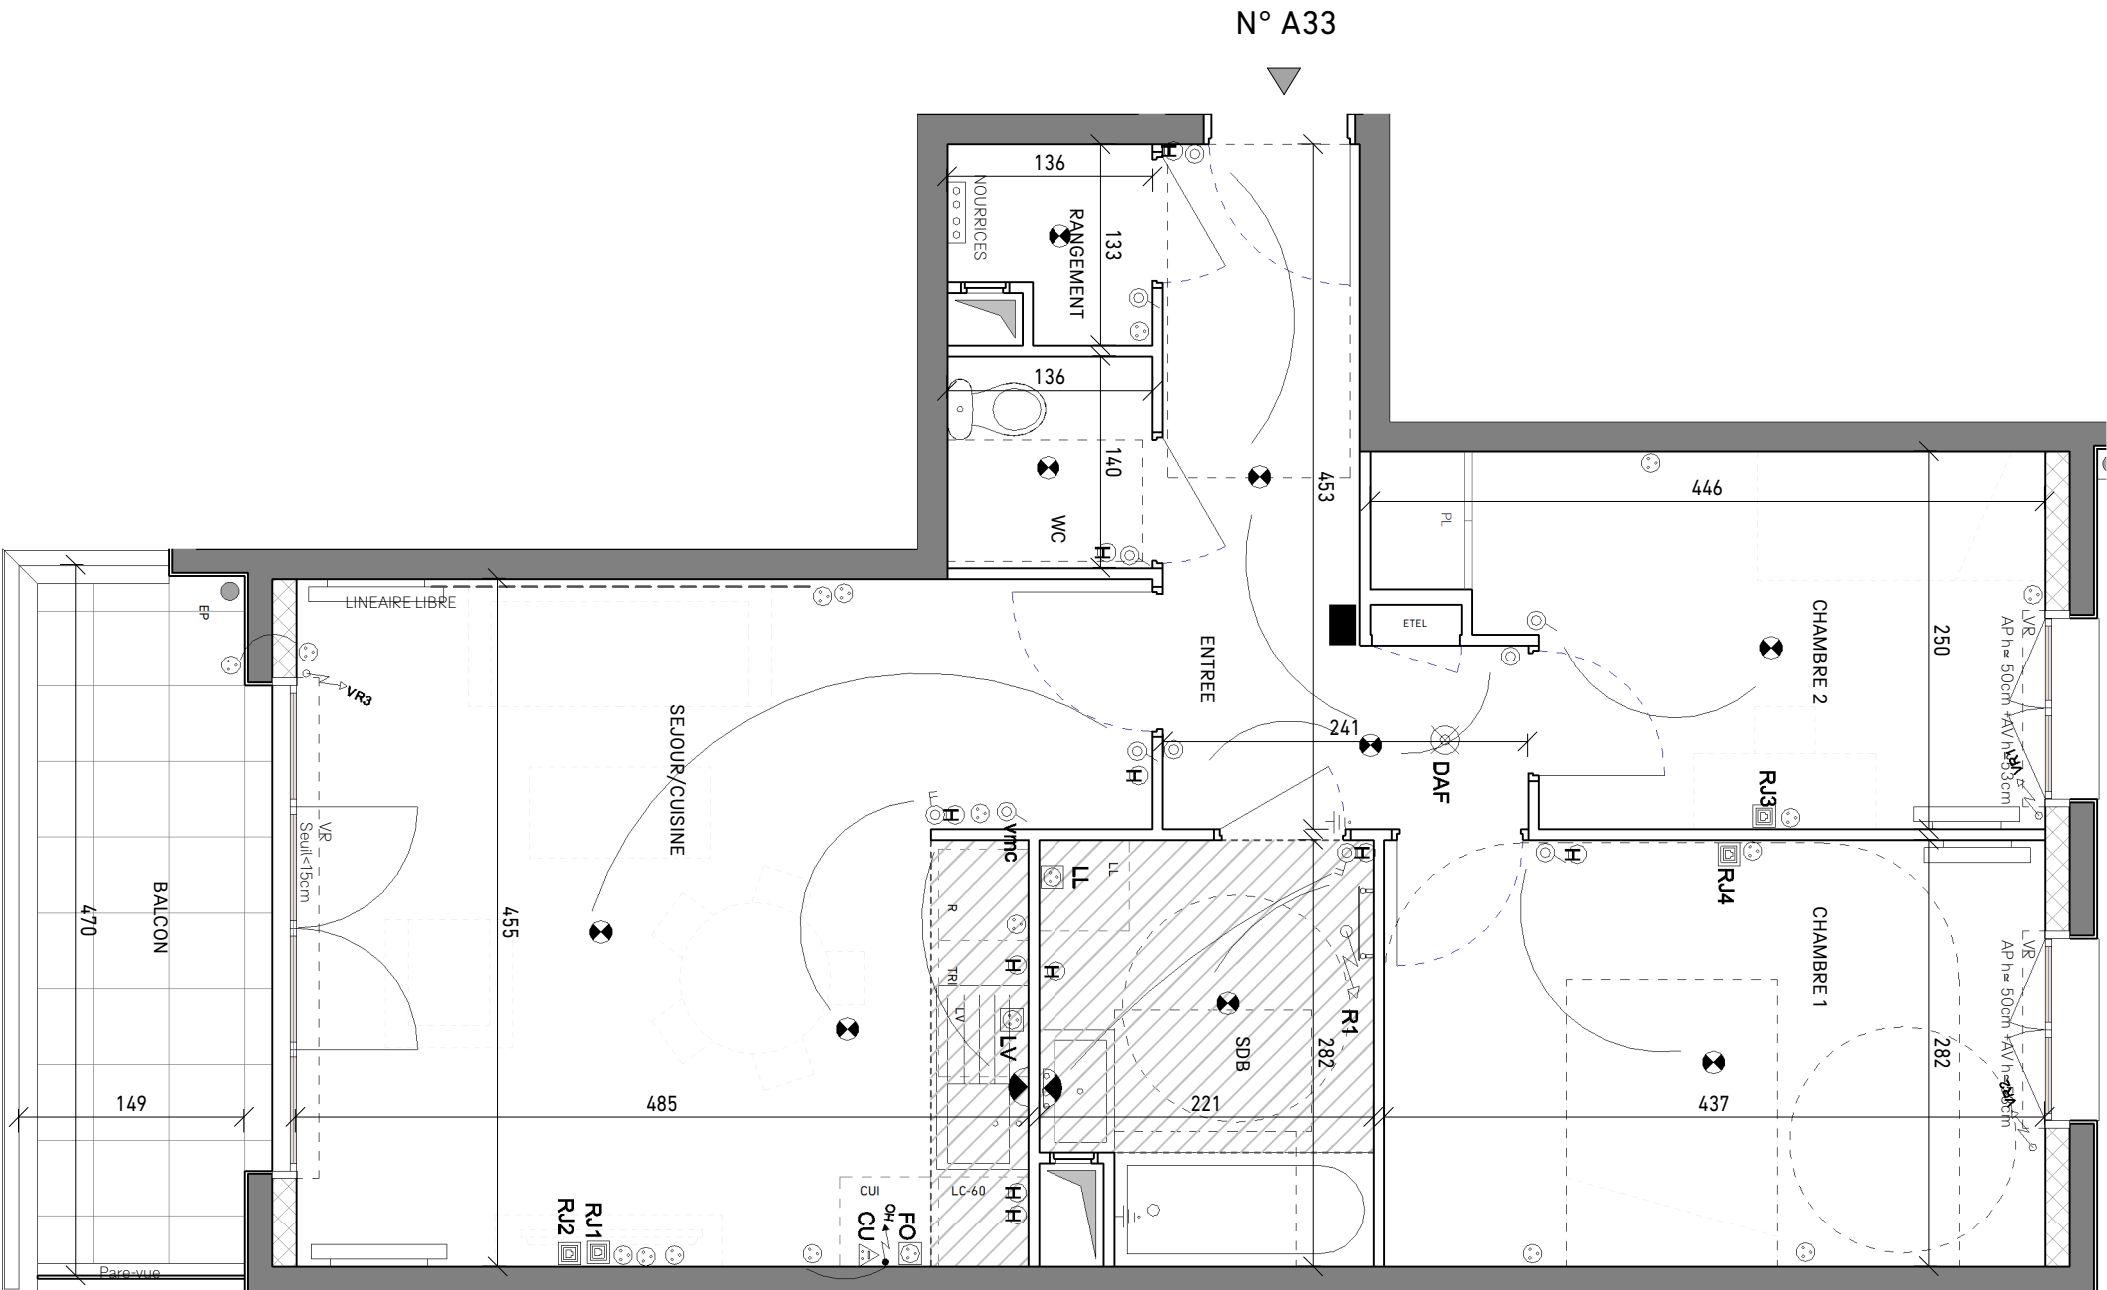 N° A33
136
NOURRICES
RANGEMENT
133
136
140
WC
453
446
PL
ETEL
CHAMBRE 2
250
VR
VR1
RJ3
ENTREE
241
DAF
LINEAIRE LIBRE
EP
VR3
SEJOUR/CUISINE
VR
Seuil<15cm
BALCON
470
455
149
485
vmc
LL
LL
R
TRI
LV
LV
R1
SDB
282
221
RJ4
CHAMBRE 1
VR
282
437
CUI
LC-60
RJ2
RJ1
CU
OH
FO
Pare-vue